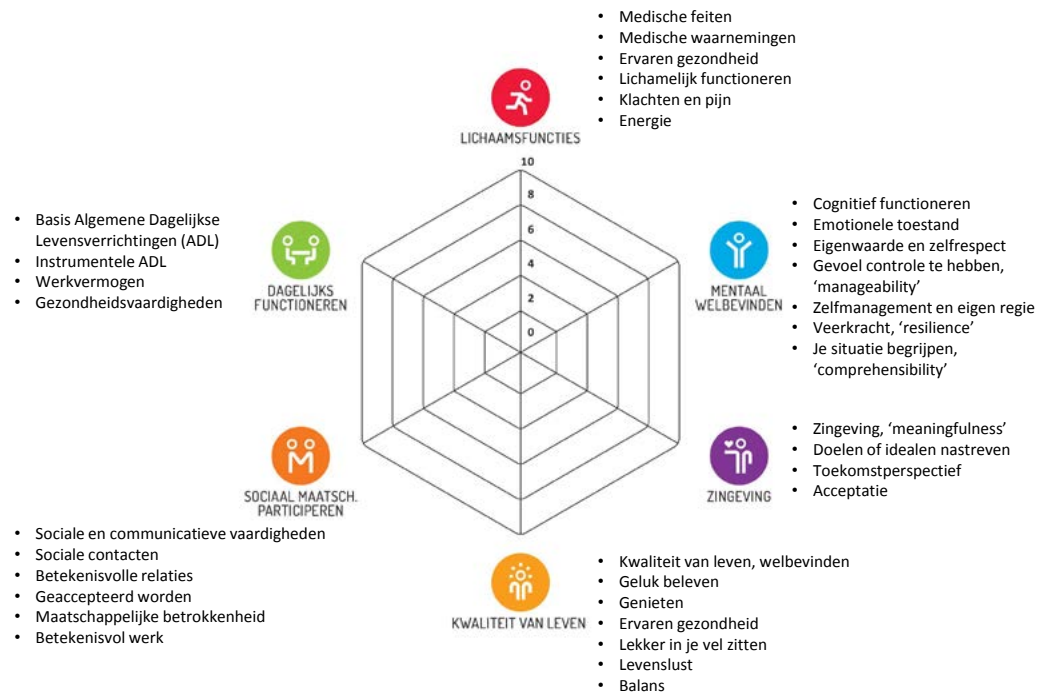 • Medische feiten
• Medische waarnemingen
• Ervaren gezondheid
• Lichamelijk functioneren
• Klachten en pijn
• Energie
LICHAAMSFUNCTIES
10
8
6
4
2
0
• Basis Algemene Dagelijkse
Levensverrichtingen (ADL)
• Instrumentele ADL
• Werkvermogen
• Gezondheidsvaardigheden
DAGELIJKS
FUNCTIONEREN
MENTAAL
WELBEVINDEN
• Cognitief functioneren
• Emotionele toestand
• Eigenwaarde en zelfrespect
• Gevoel controle te hebben,
‘manageability’
• Zelfmanagement en eigen regie
• Veerkracht, ‘resilience’
• Je situatie begrijpen,
‘comprehensibility’
SOCIAAL MAATSCH.
PARTICIPEREN
ZINGEVING
• Zingeving, ‘meaningfulness’
• Doelen of idealen nastreven
• Toekomstperspectief
• Acceptatie
• Sociale en communicatieve vaardigheden
• Sociale contacten
• Betekenisvolle relaties
• Geaccepteerd worden
• Maatschappelijke betrokkenheid
• Betekenisvol werk
KWALITEIT VAN LEVEN
• Kwaliteit van leven, welbevinden
• Geluk beleven
• Genieten
• Ervaren gezondheid
• Lekker in je vel zitten
• Levenslust
• Balans